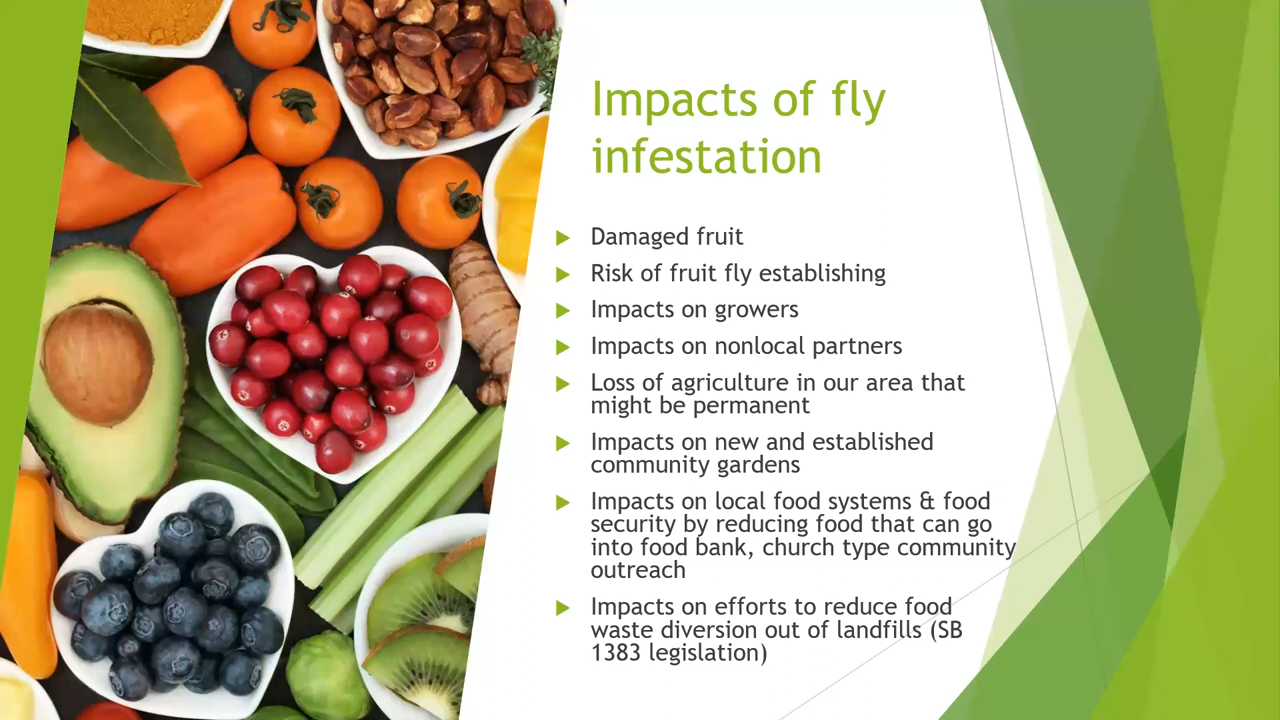 Impacts of fly
infestation
Damaged fruit
Risk of fruit fly establishing
Impacts on growers
Impacts on nonlocal partners
Loss of agriculture in our area that
might be permanent
Impacts on new and established
community gardens
Impacts on local food systems & food
security by reducing food that can go
into food bank, church type community
outreach
Impacts on efforts to reduce food
waste diversion out of landfills (SB
1383 legislation)